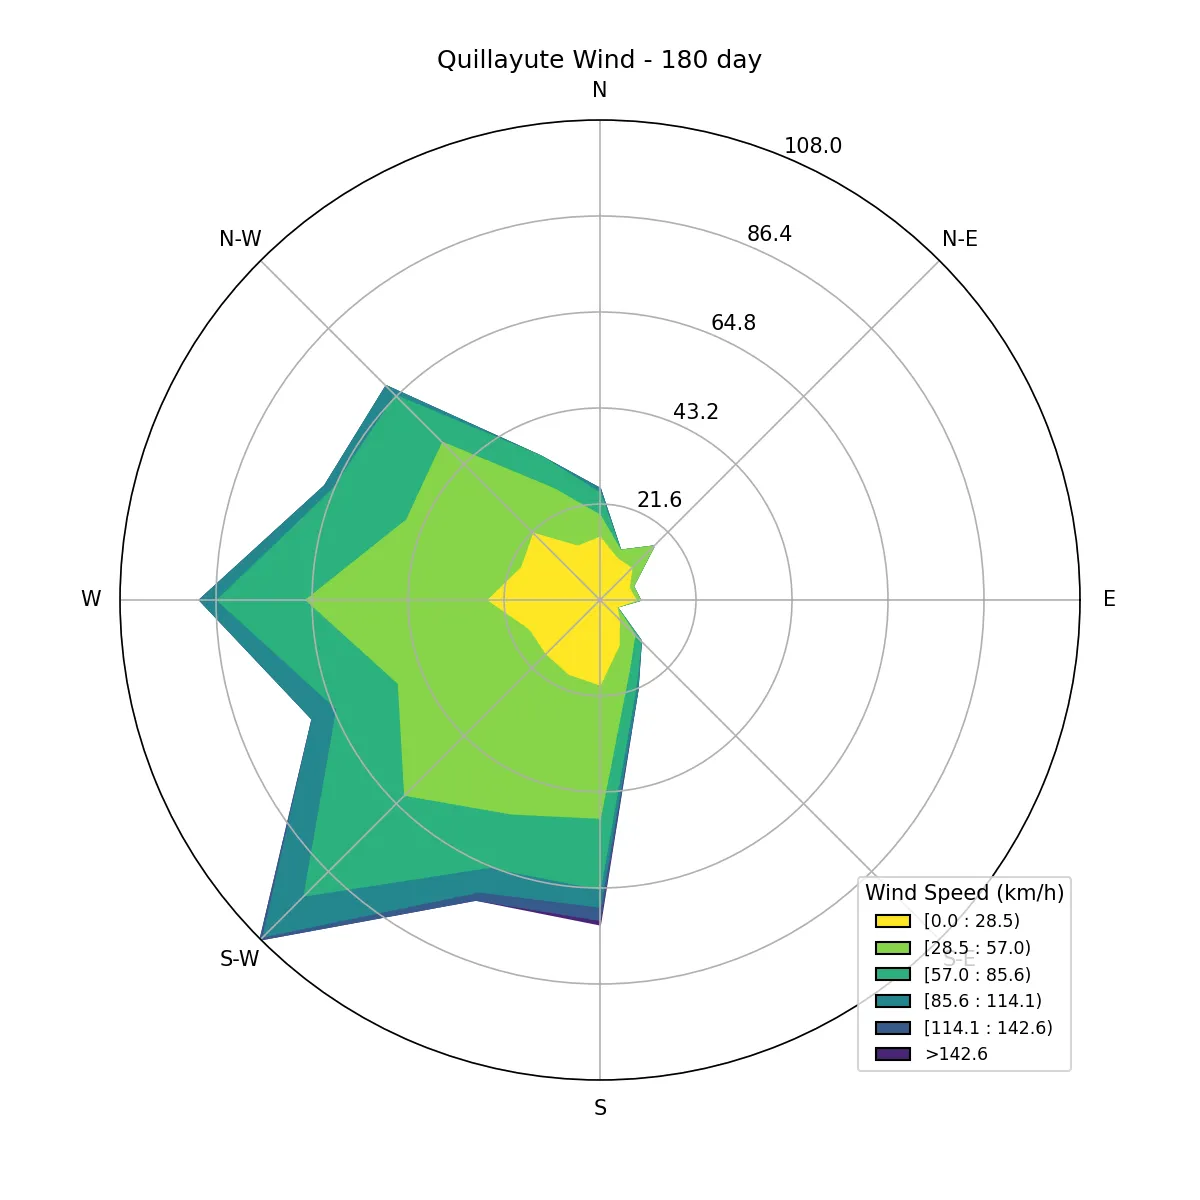 Quillayute Wind - 180 day
N
108.0
N-W
N-E
86.4
64.8
43.2
21.6
W
E
S-W
S-E
Wind Speed (km/h)
[0.0 : 28.5)
[28.5 : 57.0)
[57.0 : 85.6)
[85.6 : 114.1)
[114.1 : 142.6)
>142.6
S